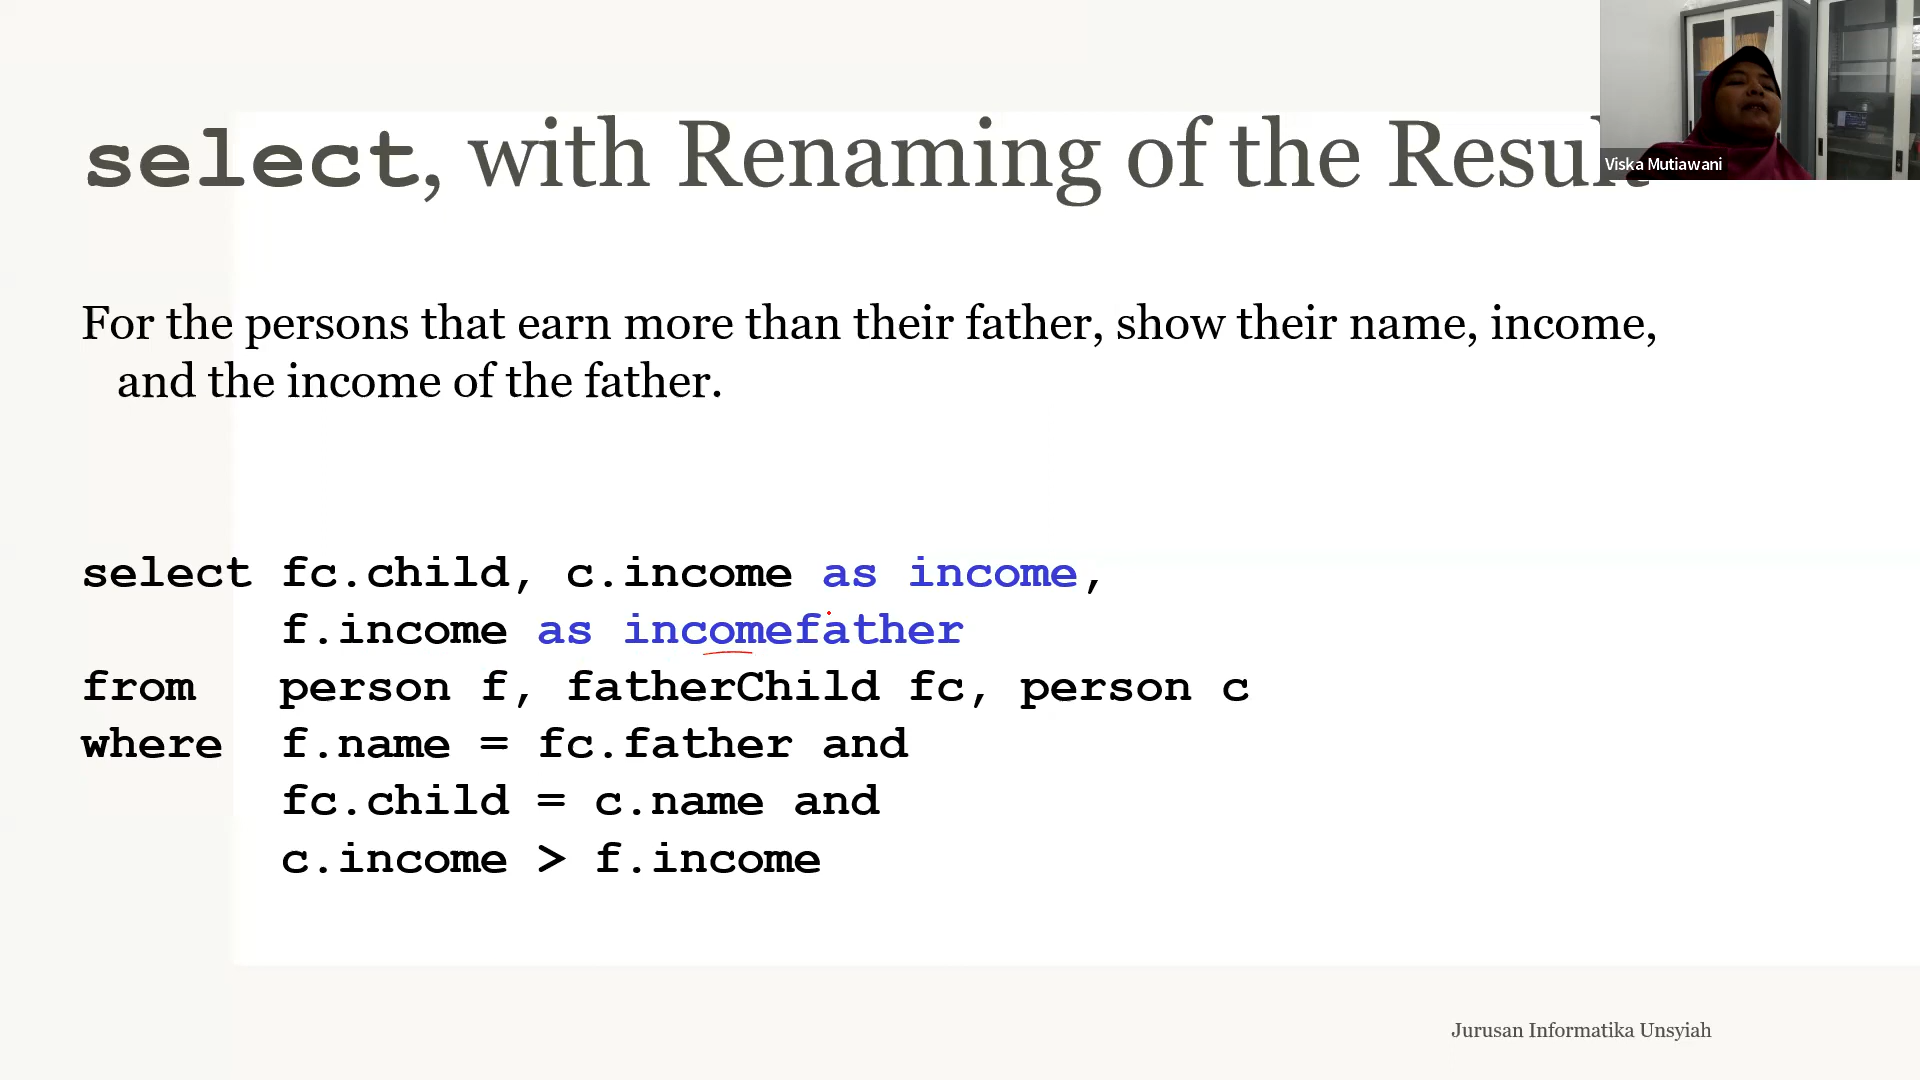 select, with Renaming of the Result
Viska Mutiawani
For the persons that earn more than their father, show their name, income,
and the income of the father.
select fc.child, c.income as income,
f.income as incomefather
from person f, fatherChild fc, person c
where f.name = fc.father and
fc.child = c.name and
c.income > f.income
Jurusan Informatika Unsyiah